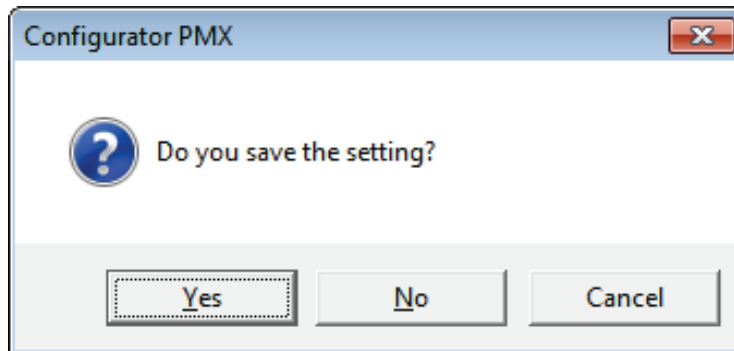 Configurator PMX
Do you save the setting?
Yes No Cancel